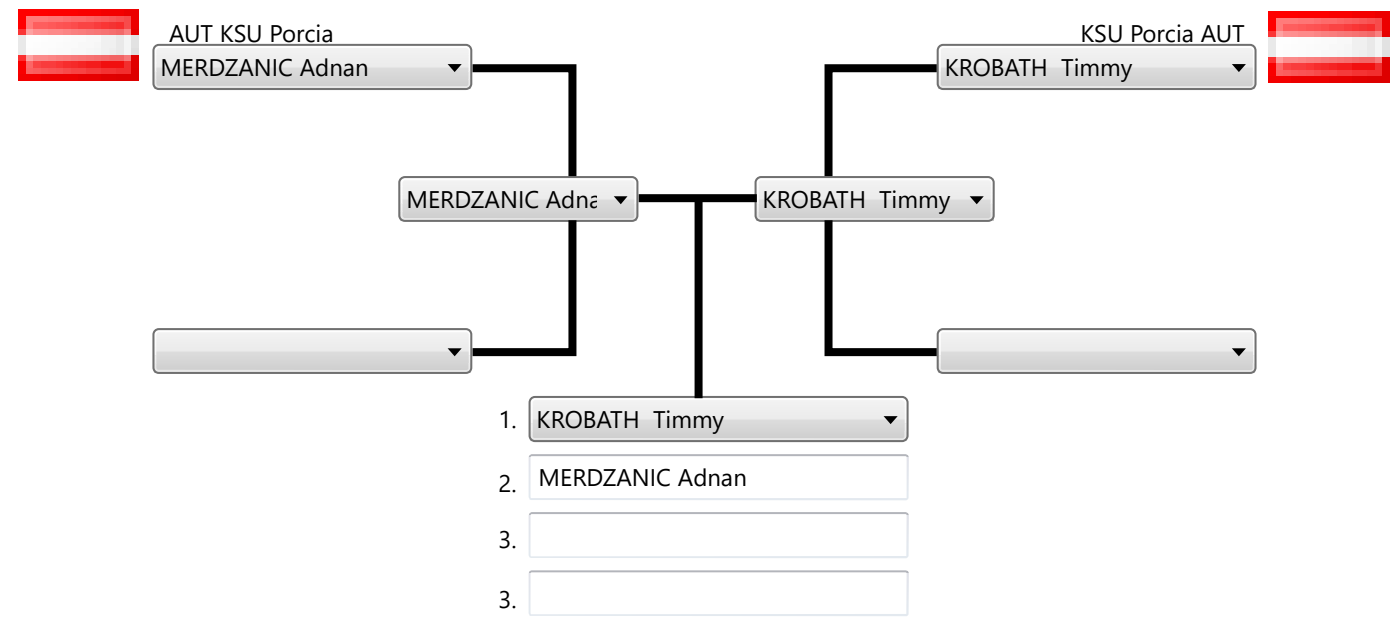 AUT KSU Porcia
KSU Porcia AUT
MERDZANIC Adnan
KROBATH Timmy
MERDZANIC Adna
KROBATH Timmy
1. KROBATH Timmy
2. MERDZANIC Adnan
3.
3.